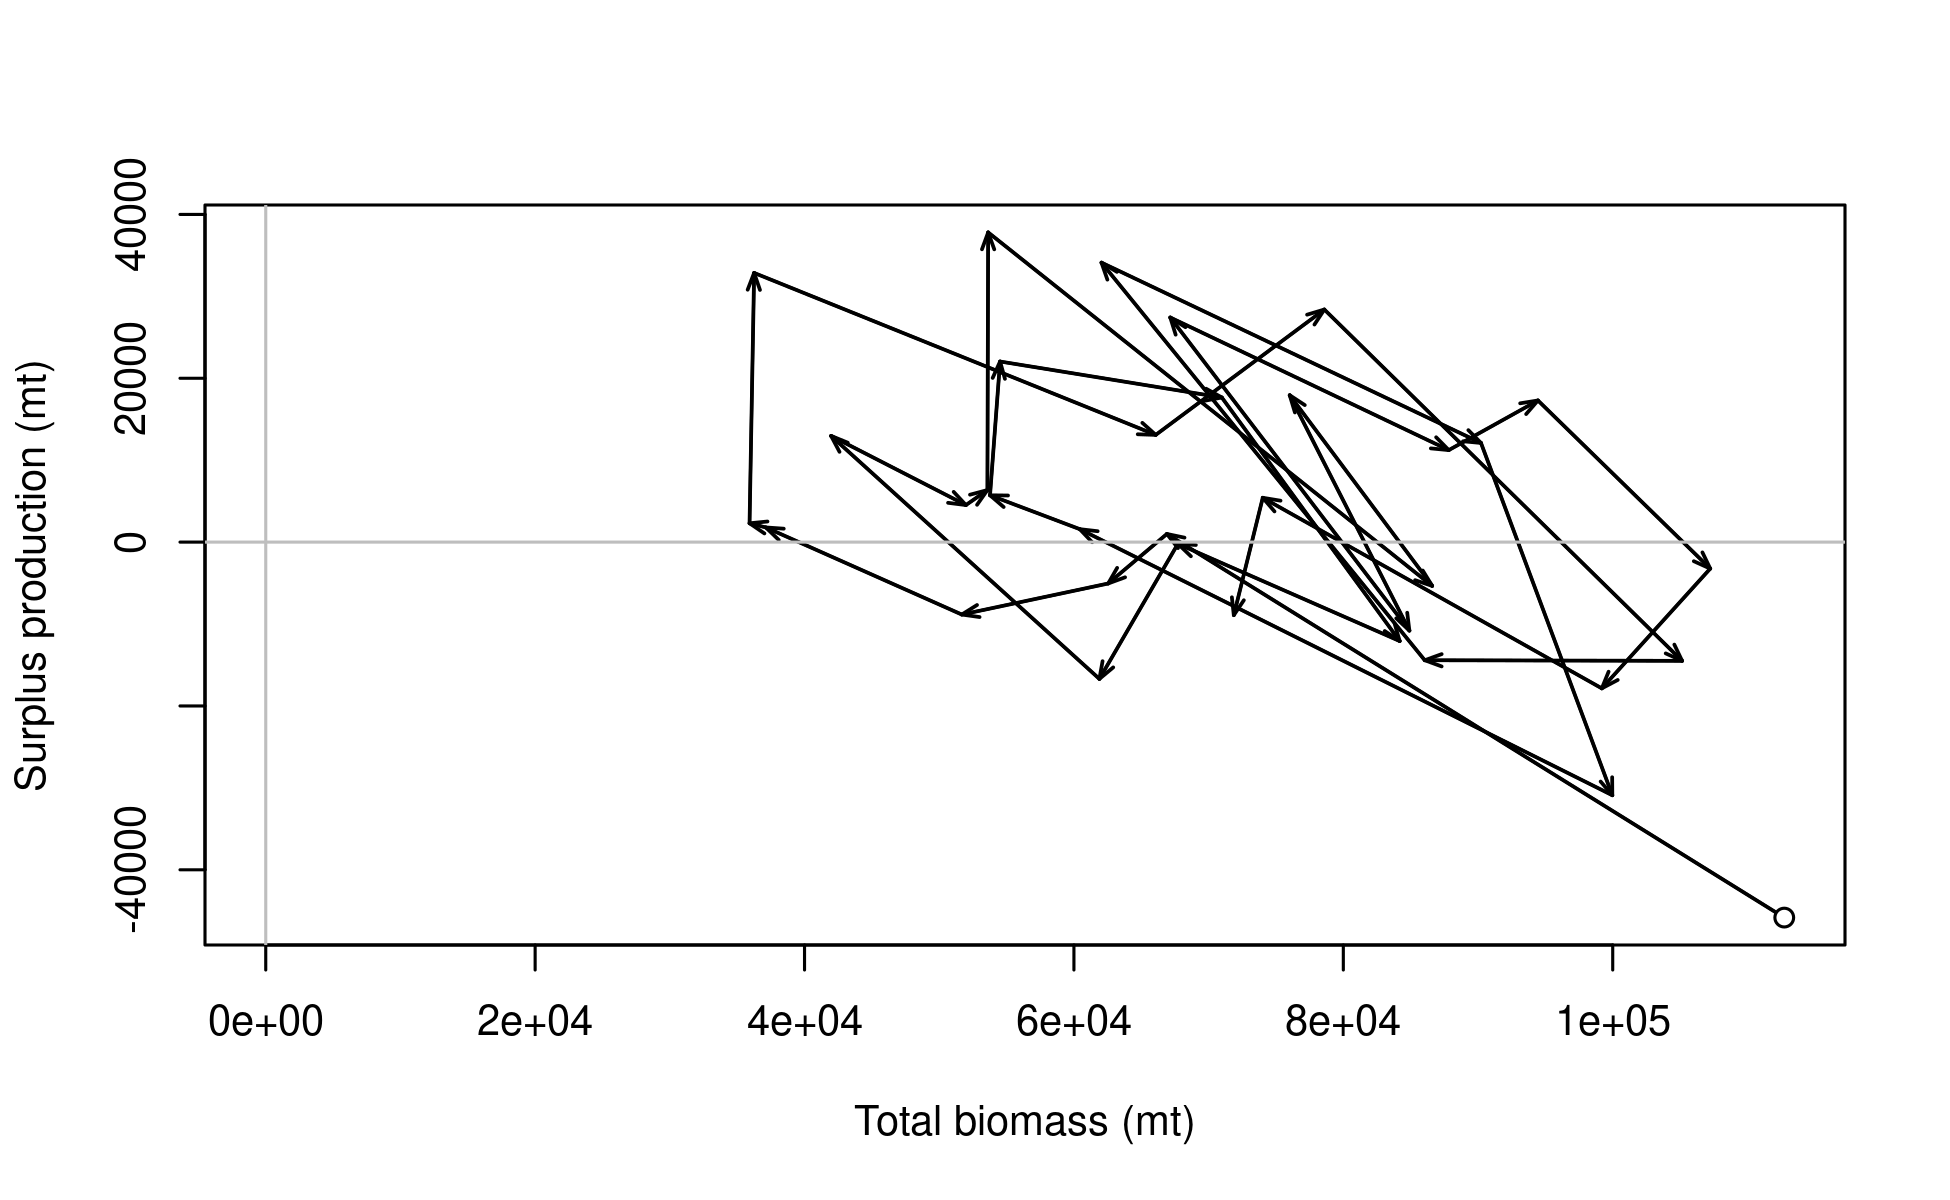 Surplus production (mt)
40000
20000
0
-40000
0e+00 2e+04 4e+04 6e+04 8e+04 1e+05
Total biomass (mt)